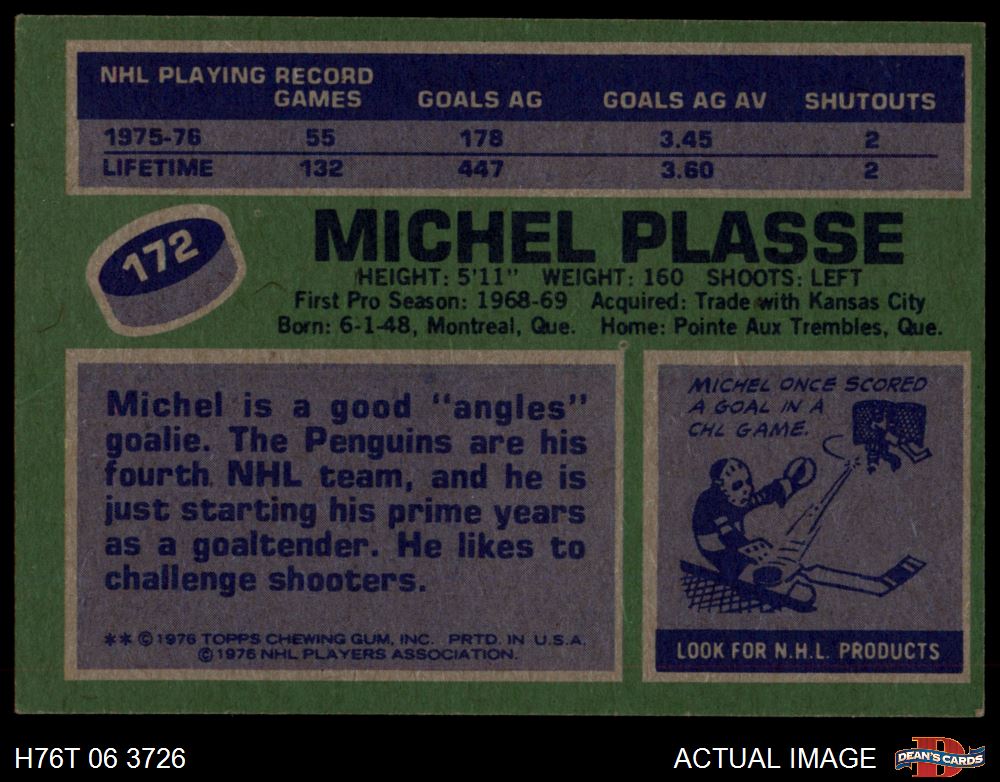 NHL PLAYING RECORD
GAMES GOALS AG GOALS AG AV SHUTOUTS
1975-76 55 178 3.45 2
LIFETIME 132 447 3.60 2
172
MICHEL PLASSE
HEIGHT: 5'11" WEIGHT: 160 SHOOTS: LEFT
First Pro Season: 1968-69 Acquired: Trade with Kansas City
Born: 6-1-48, Montreal, Que. Home: Pointe Aux Trembles, Que.
Michel is a good "angles"
goalie. The Penguins are his
fourth NHL team, and he is
just starting his prime years
as a goaltender. He likes to
challenge shooters.
** © 1976 TOPPS CHEWING GUM, INC. PRTD. IN U.S.A.
© 1976 NHL PLAYERS ASSOCIATION.
MICHEL ONCE SCORED
A GOAL IN A
CHL GAME.
LOOK FOR N.H.L. PRODUCTS
H76T 06 3726
ACTUAL IMAGE
DEAN'S CARDS